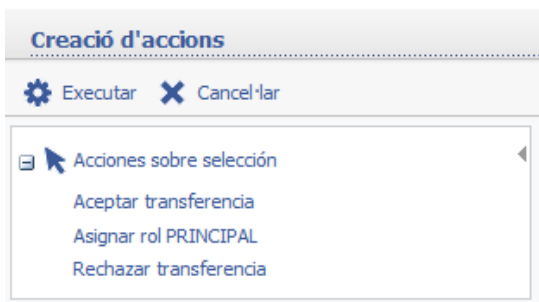 Creació d'accions
Executar Cancel·lar
Acciones sobre selección
Aceptar transferencia
Asignar rol PRINCIPAL
Rechazar transferencia